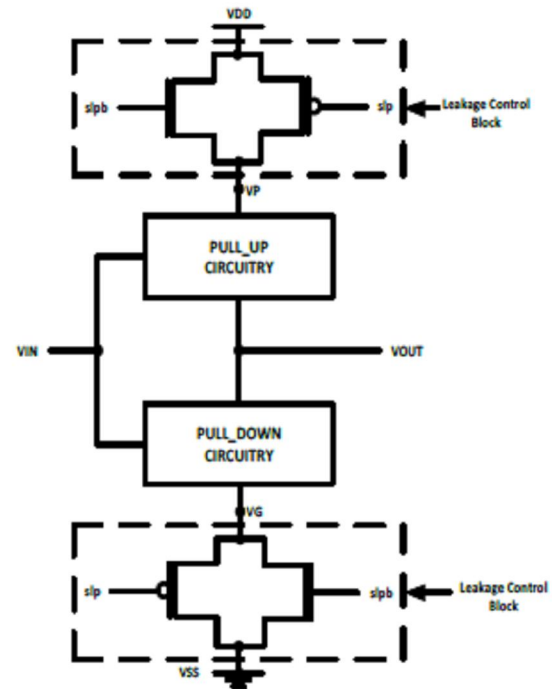 VDD
slpb
slp
Leakage Control
Block
VP
PULL_UP
CIRCUITRY
VIN
VOUT
PULL_DOWN
CIRCUITRY
VG
slp
slpb
Leakage Control
Block
VSS